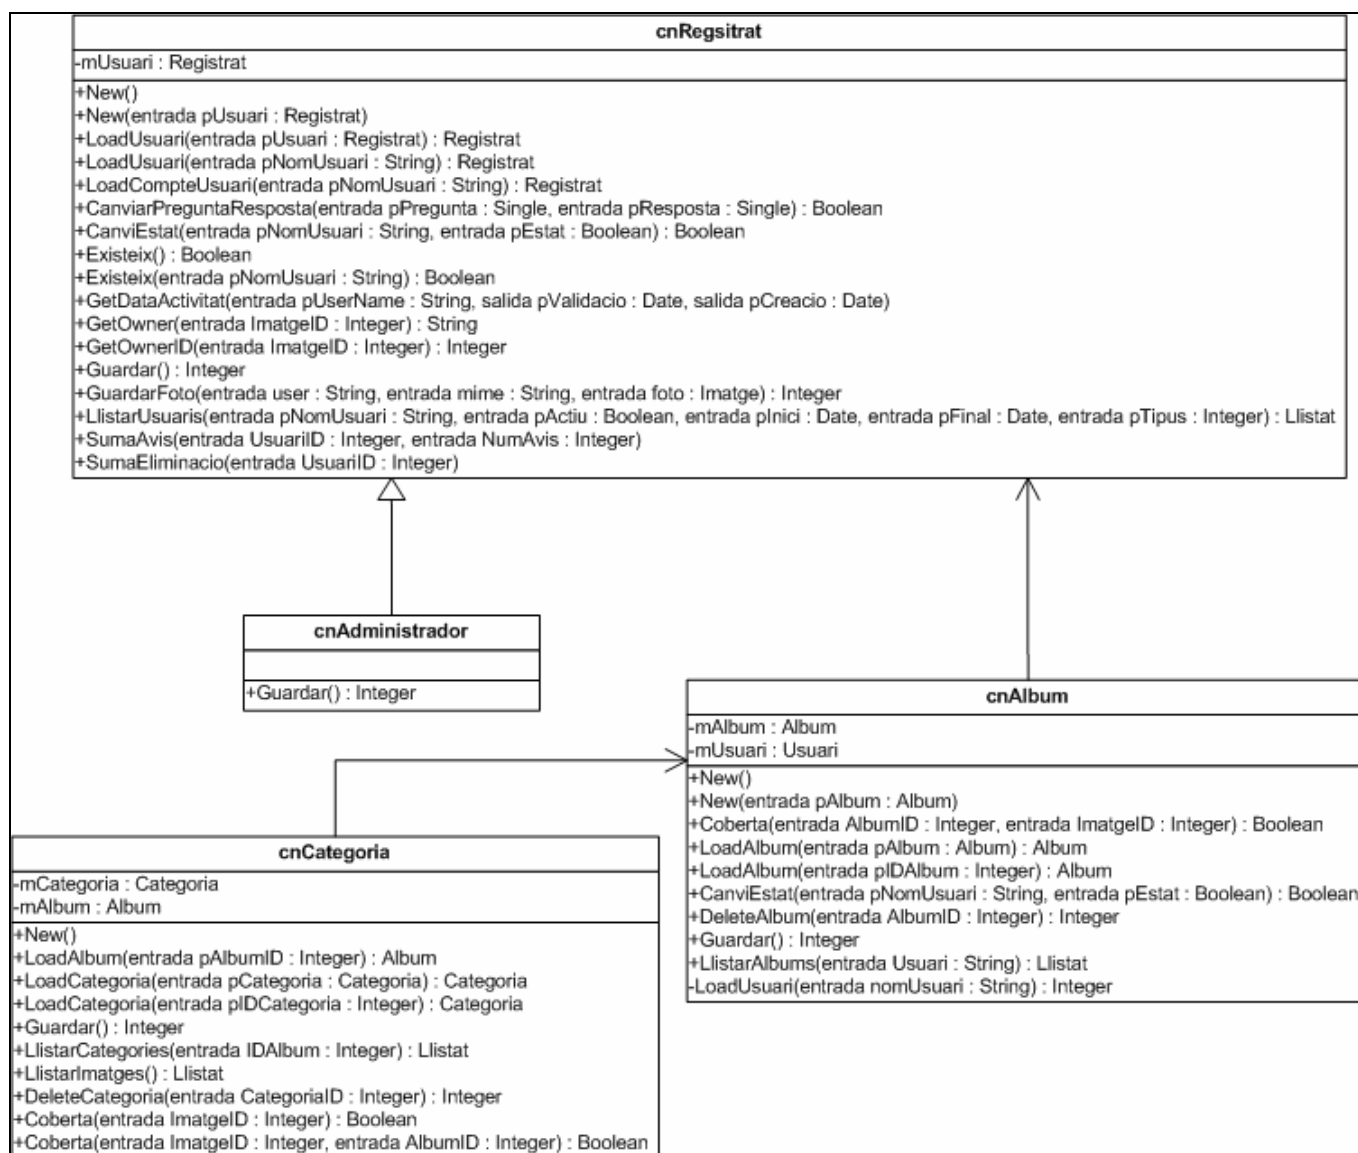 cnRegsitrat
-mUsuari : Registrat
+New()
+New(entrada pUsuari : Registrat)
+LoadUsuari(entrada pUsuari : Registrat) : Registrat
+LoadUsuari(entrada pNomUsuari : String) : Registrat
+LoadCompteUsuari(entrada pNomUsuari : String) : Registrat
+CanviarPreguntaResposta(entrada pPregunta : Single, entrada pResposta : Single) : Boolean
+CanviEstat(entrada pNomUsuari : String, entrada pEstat : Boolean) : Boolean
+Existeix() : Boolean
+Existeix(entrada pNomUsuari : String) : Boolean
+GetDataActivitat(entrada pUserName : String, salida pValidacio : Date, salida pCreacio : Date)
+GetOwner(entrada ImatgeID : Integer) : String
+GetOwnerID(entrada ImatgeID : Integer) : Integer
+Guardar() : Integer
+GuardarFoto(entrada user : String, entrada mime : String, entrada foto : Imatge) : Integer
+LlistarUsuaris(entrada pNomUsuari : String, entrada pActiu : Boolean, entrada pInici : Date, entrada pFinal : Date, entrada pTipus : Integer) : Llistat
+SumaAvis(entrada UsuariID : Integer, entrada NumAvis : Integer)
+SumaEliminacio(entrada UsuariID : Integer)
cnAdministrador
+Guardar() : Integer
cnAlbum
-mAlbum : Album
-mUsuari : Usuari
+New()
+New(entrada pAlbum : Album)
+Coberta(entrada AlbumID : Integer, entrada ImatgeID : Integer) : Boolean
+LoadAlbum(entrada pAlbum : Album) : Album
+LoadAlbum(entrada pIDAlbum : Integer) : Album
+CanviEstat(entrada pNomUsuari : String, entrada pEstat : Boolean) : Boolean
+DeleteAlbum(entrada AlbumID : Integer) : Integer
+Guardar() : Integer
+LlistarAlbums(entrada Usuari : String) : Llistat
-LoadUsuari(entrada nomUsuari : String) : Integer
cnCategoria
-mCategoria : Categoria
-mAlbum : Album
+New()
+LoadAlbum(entrada pAlbumID : Integer) : Album
+LoadCategoria(entrada pCategoria : Categoria) : Categoria
+LoadCategoria(entrada pIDCategoria : Integer) : Categoria
+Guardar() : Integer
+LlistarCategories(entrada IDAlbum : Integer) : Llistat
+LlistarImatges() : Llistat
+DeleteCategoria(entrada CategoriaID : Integer) : Integer
+Coberta(entrada ImatgeID : Integer) : Boolean
+Coberta(entrada ImatgeID : Integer, entrada AlbumID : Integer) : Boolean